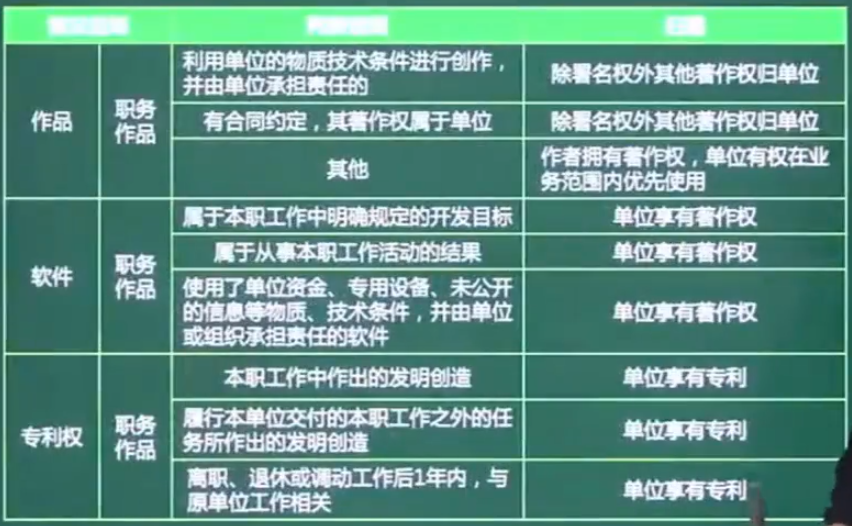 利用单位的物质技术条件进行创作，
并由单位承担责任的
除署名权外其他著作权归单位
作品
职务
作品
有合同约定，其著作权属于单位
除署名权外其他著作权归单位
其他
作者拥有著作权，单位有权在业
务范围内优先使用
属于本职工作中明确规定的开发目标
单位享有著作权
软件
职务
作品
属于从事本职工作活动的结果
单位享有著作权
使用了单位资金、专用设备、未公开
的信息等物质、技术条件，并由单位
或组织承担责任的软件
单位享有著作权
本职工作中作出的发明创造
单位享有专利
专利权
职务
作品
履行本单位交付的本职工作之外的任
务所作出的发明创造
单位享有专利
离职、退休或调动工作后1年内，与
原单位工作相关
单位享有专利